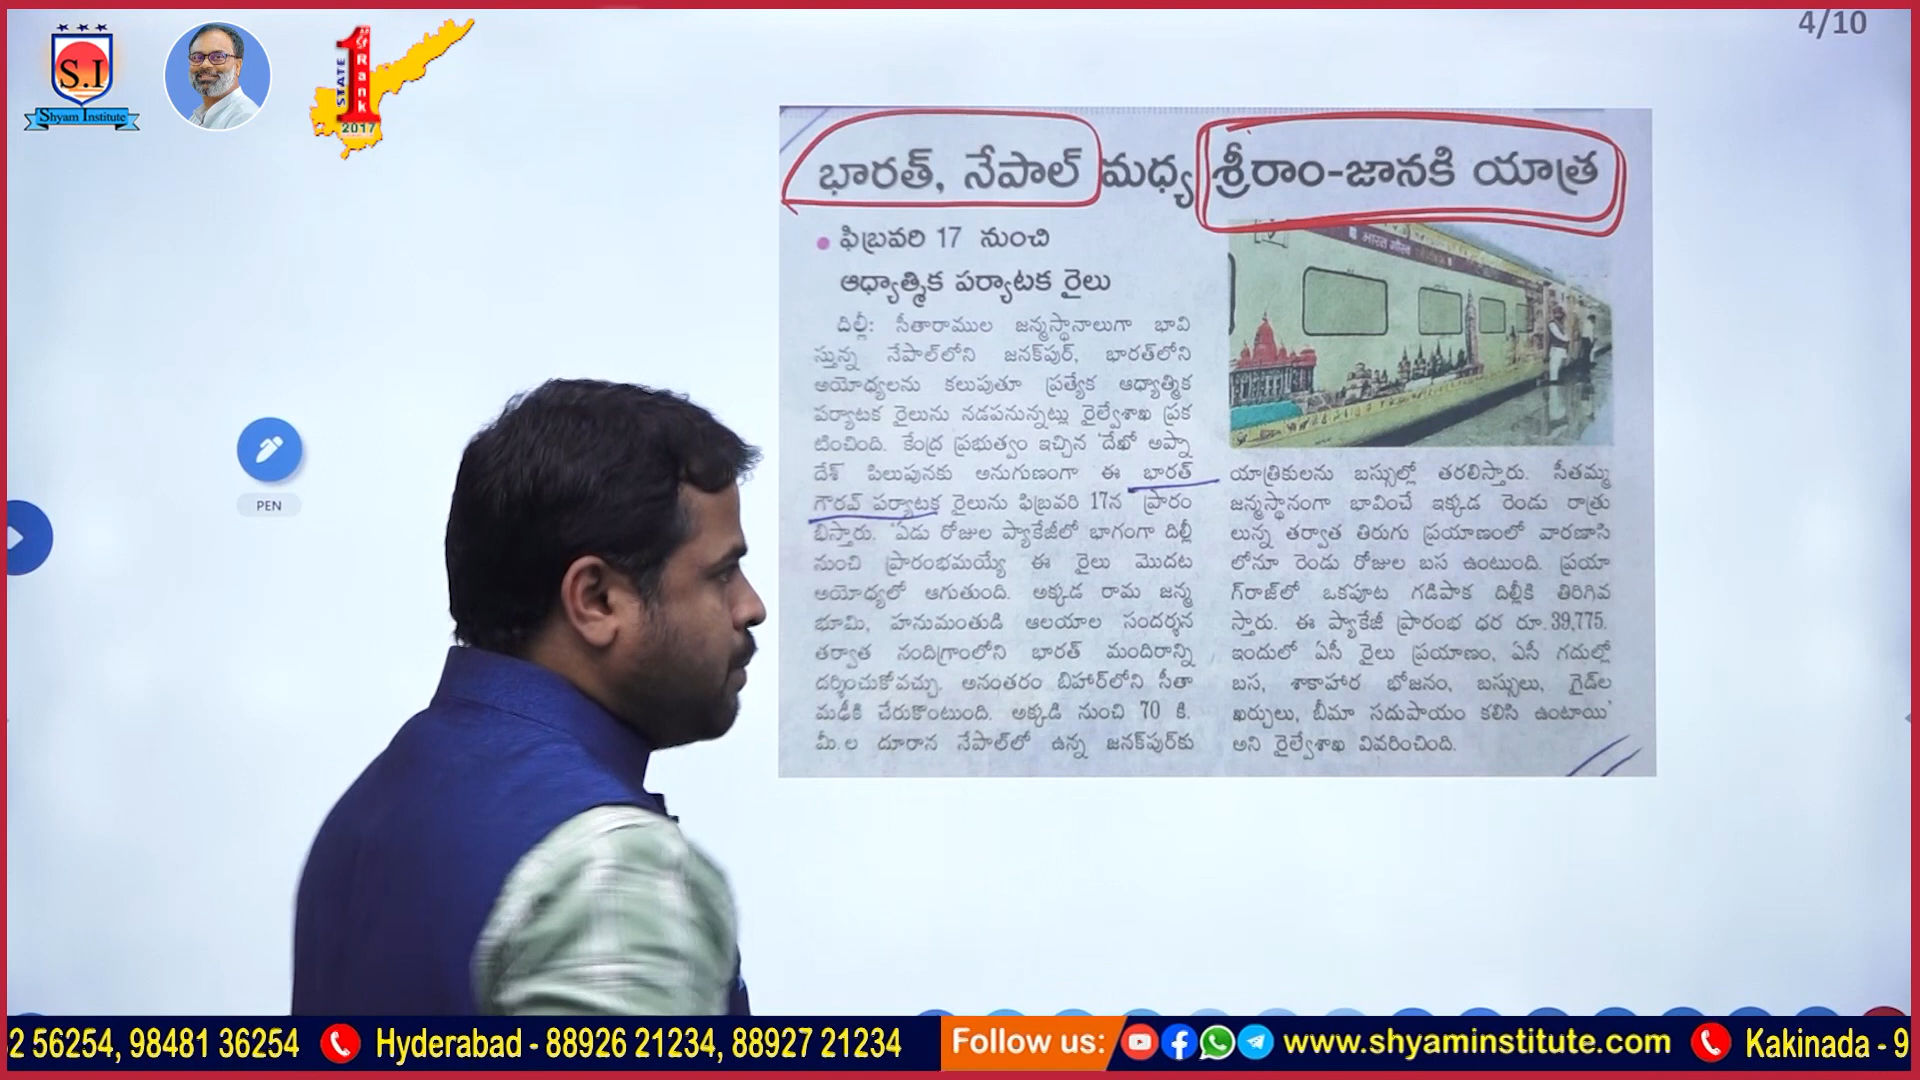 4/10
S.I
Shyam Institute
STATE
1
Rank
2017
భారత్, నేపాల్ మధ్య శ్రీరాం-జానకి యాత్ర
• ఫిబ్రవరి 17 నుంచి
ఆధ్యాత్మిక పర్యాటక రైలు
దిల్లీ: సీతారాముల జన్మస్థానాలుగా భావి
స్తున్న నేపాల్‌లోని జనక్‌పుర్, భారత్‌లోని
అయోధ్యలను కలుపుతూ ప్రత్యేక ఆధ్యాత్మిక
పర్యాటక రైలును నడపనున్నట్లు రైల్వేశాఖ ప్రక
టించింది. కేంద్ర ప్రభుత్వం ఇచ్చిన ‘దేఖో అప్నా
దేశ్ పిలుపునకు అనుగుణంగా ఈ భారత్
గౌరవ్ పర్యాటక రైలును ఫిబ్రవరి 17న ప్రారం
భిస్తారు. ‘ఏడు రోజుల ప్యాకేజీలో భాగంగా దిల్లీ
నుంచి ప్రారంభమయ్యే ఈ రైలు మొదట
అయోధ్యలో ఆగుతుంది. అక్కడ రామ జన్మ
భూమి, హనుమంతుడి ఆలయాల సందర్శన
తర్వాత నందిగ్రాంలోని భారత్ మందిరాన్ని
దర్శించుకోవచ్చు. అనంతరం బిహార్‌లోని సీతా
మఢీకి చేరుకొంటుంది. అక్కడి నుంచి 70 కి.
మీ.ల దూరాన నేపాల్‌లో ఉన్న జనక్‌పుర్‌కు
भारत गौरव
యాత్రికులను బస్సుల్లో తరలిస్తారు. సీతమ్మ
జన్మస్థానంగా భావించే ఇక్కడ రెండు రాత్రు
లున్న తర్వాత తిరుగు ప్రయాణంలో వారణాసి
లోనూ రెండు రోజుల బస ఉంటుంది. ప్రయా
గ్‌రాజ్‌లో ఒకపూట గడిపాక దిల్లీకి తిరిగివ
స్తారు. ఈ ప్యాకేజీ ప్రారంభ ధర రూ.39,775.
ఇందులో ఏసీ రైలు ప్రయాణం, ఏసీ గదుల్లో
బస, శాకాహార భోజనం, బస్సులు, గైడ్‌ల
ఖర్చులు, బీమా సదుపాయం కలిసి ఉంటాయి’
అని రైల్వేశాఖ వివరించింది.
PEN
2 56254, 98481 36254 Hyderabad - 88926 21234, 88927 21234 Follow us: www.shyaminstitute.com Kakinada - 9